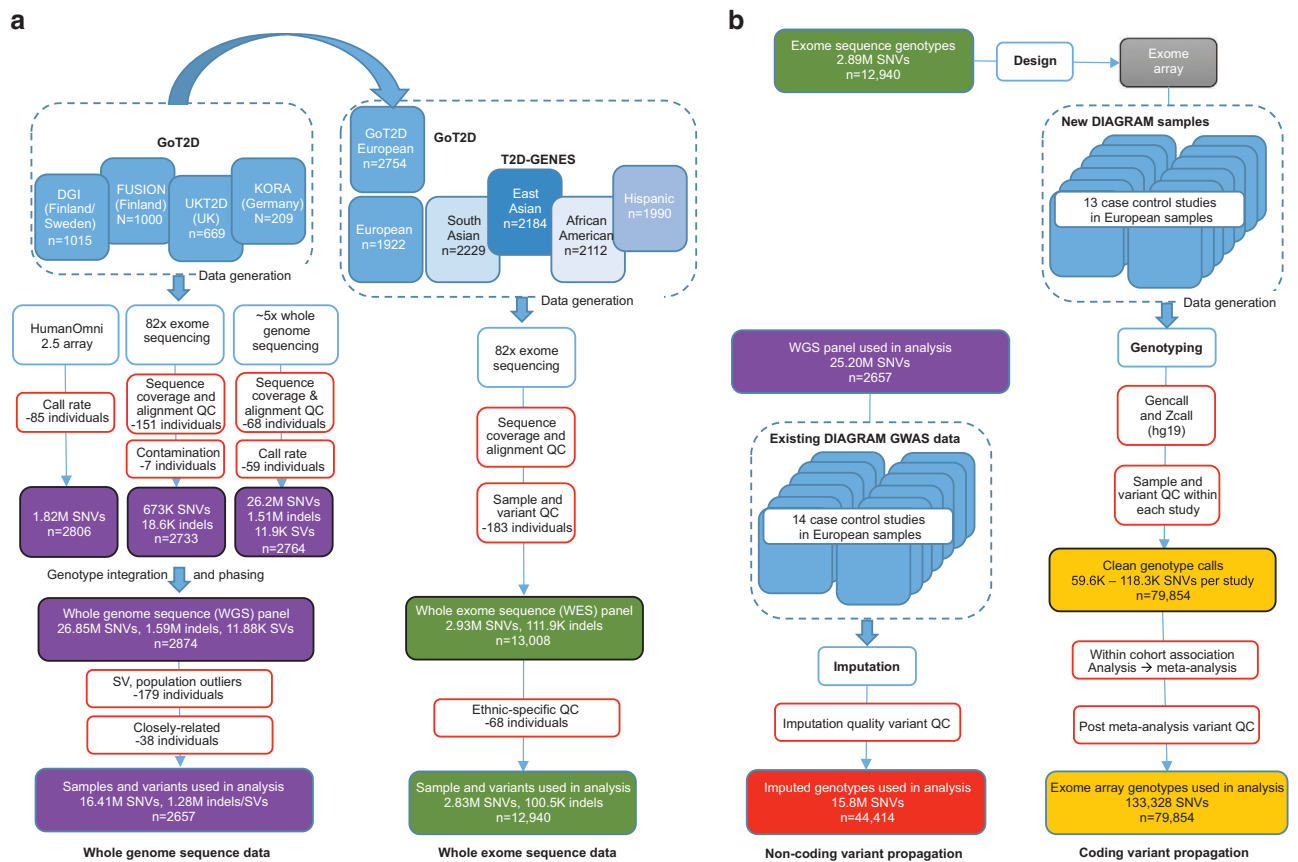 a
GoT2D
DGI
(Finland/
Sweden)
n=1015
FUSION
(Finland)
N=1000
UKT2D
(UK)
n=669
KORA
(Germany)
N=209
Data generation
HumanOmni
2.5 array
82x exome
sequencing
~5x whole
genome
sequencing
Call rate
-85 individuals
Sequence
coverage and
alignment QC
-151 individuals
Sequence
coverage &
alignment QC
-68 individuals
Contamination
-7 individuals
Call rate
-59 individuals
1.82M SNVs
n=2806
673K SNVs
18.6K indels
n=2733
26.2M SNVs
1.51M indels
11.9K SVs
n=2764
Genotype integration and phasing
Whole genome sequence (WGS) panel
26.85M SNVs, 1.59M indels, 11.88K SVs
n=2874
SV, population outliers
-179 individuals
Closely-related
-38 individuals
Samples and variants used in analysis
16.41M SNVs, 1.28M indels/SVs
n=2657
Whole genome sequence data
GoT2D
European
n=2754
GoT2D
T2D-GENES
European
n=1922
South
Asian
n=2229
East
Asian
n=2184
African
American
n=2112
Hispanic
n=1990
Data generation
82x exome
sequencing
Sequence
coverage and
alignment QC
Sample and
variant QC
-183 individuals
Whole exome sequence (WES) panel
2.93M SNVs, 111.9K indels
n=13,008
Ethnic-specific QC
-68 individuals
Sample and variants used in analysis
2.83M SNVs, 100.5K indels
n=12,940
Whole exome sequence data
b
Exome sequence genotypes
2.89M SNVs
n=12,940
Design
Exome
array
WGS panel used in analysis
25.20M SNVs
n=2657
Existing DIAGRAM GWAS data
14 case control studies
in European samples
Imputation
Imputation quality variant QC
Imputed genotypes used in analysis
15.8M SNVs
n=44,414
Non-coding variant propagation
New DIAGRAM samples
13 case control studies
in European samples
Data generation
Genotyping
Gencall
and Zcall
(hg19)
Sample and
variant QC within
each study
Clean genotype calls
59.6K – 118.3K SNVs per study
n=79,854
Within cohort association
Analysis → meta-analysis
Post meta-analysis variant QC
Exome array genotypes used in analysis
133,328 SNVs
n=79,854
Coding variant propagation